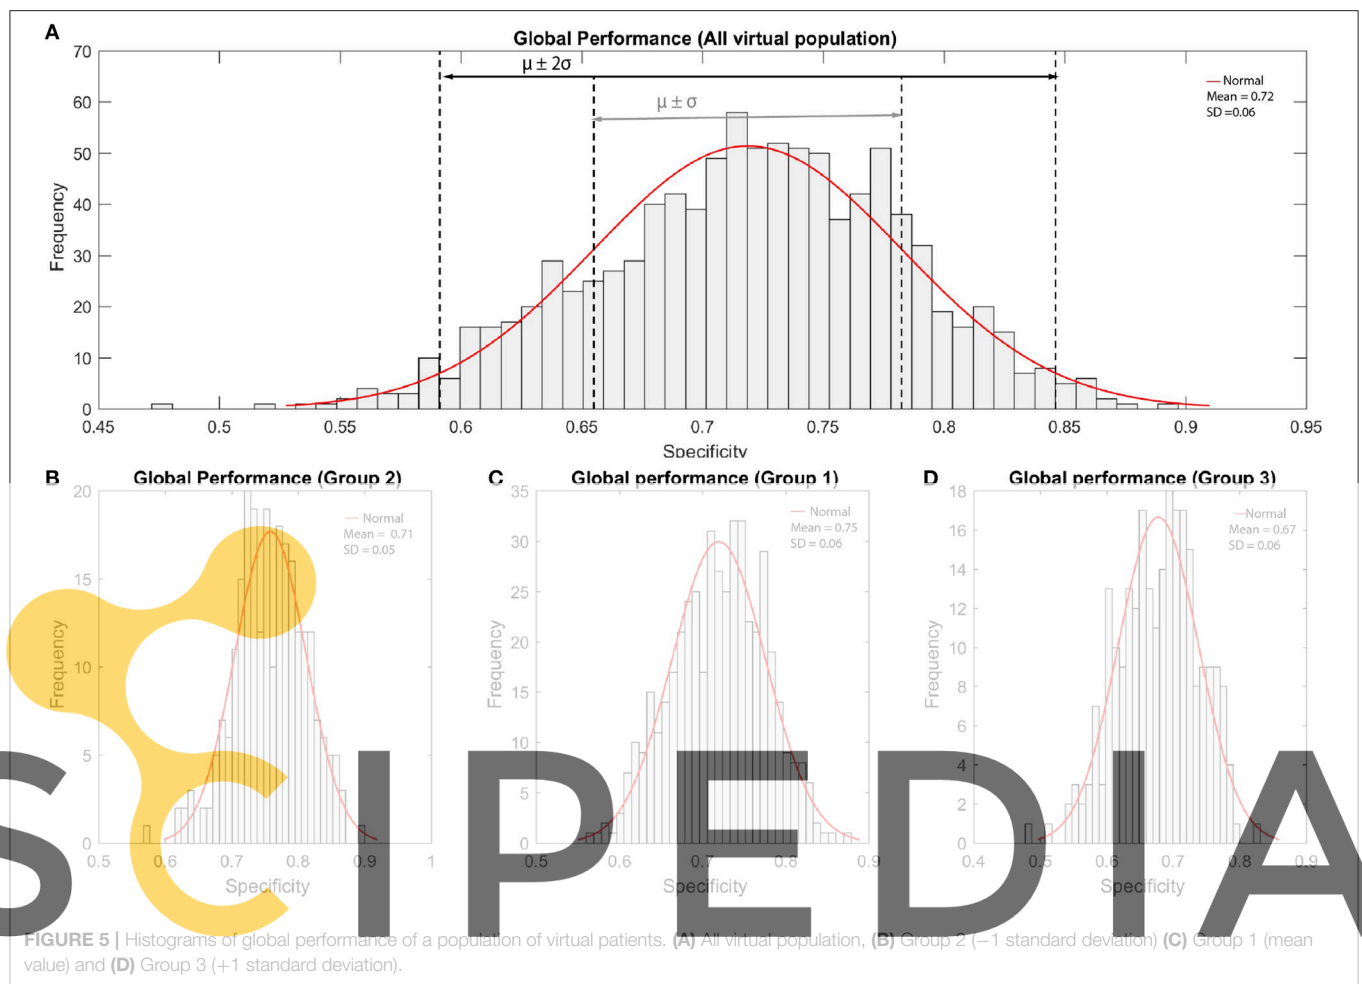 A
Global Performance (All virtual population)
70
60
50
40
30
20
10
0
Frequency
μ ± 2σ
μ ± σ
Normal
Mean = 0.72
SD =0.06
0.45 0.5 0.55 0.6 0.65 0.7 0.75 0.8 0.85 0.9 0.95
Specificity
B
Global Performance (Group 2)
20
15
10
5
0
Frequency
Normal
Mean = 0.71
SD = 0.05
0.5 0.6 0.7 0.8 0.9 1
Specificity
C
Global performance (Group 1)
35
30
25
20
15
10
5
0
Frequency
Normal
Mean = 0.75
SD = 0.06
0.5 0.6 0.7 0.8 0.9
Specificity
D
Global performance (Group 3)
18
16
14
12
10
8
6
4
2
0
Frequency
Normal
Mean = 0.67
SD = 0.06
0.4 0.5 0.6 0.7 0.8 0.9
Specificity
SCIPEDIA
FIGURE 5 | Histograms of global performance of a population of virtual patients. (A) All virtual population, (B) Group 2 (−1 standard deviation) (C) Group 1 (mean
value) and (D) Group 3 (+1 standard deviation).